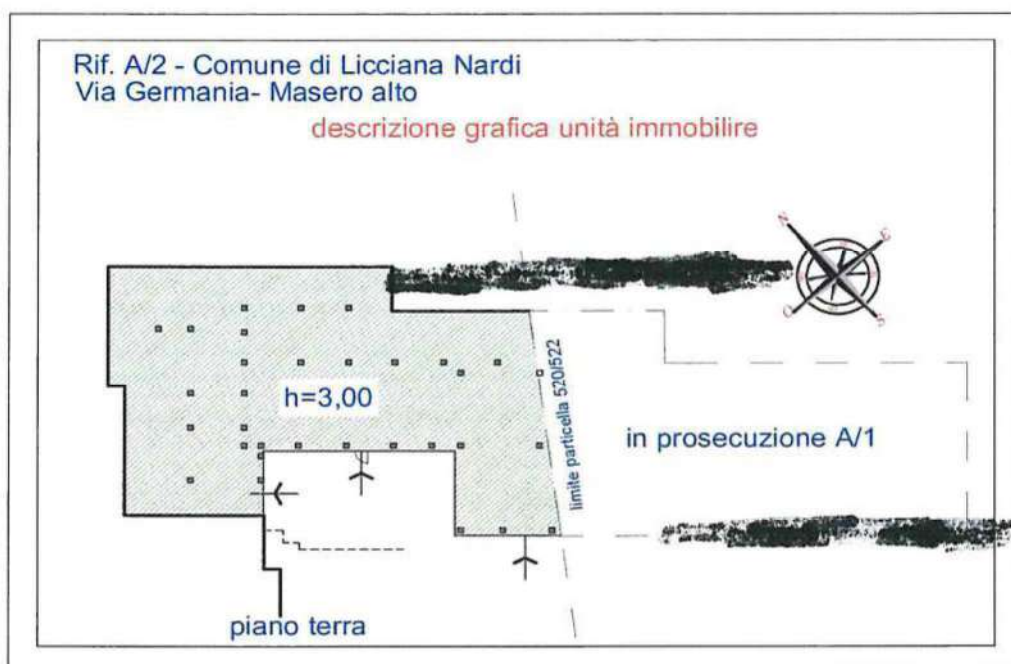 Rif. A/2 - Comune di Licciana Nardi
Via Germania- Masero alto
descrizione grafica unità immobilire
N
E
O
S
h=3,00
limite particella 520/522
in prosecuzione A/1
piano terra